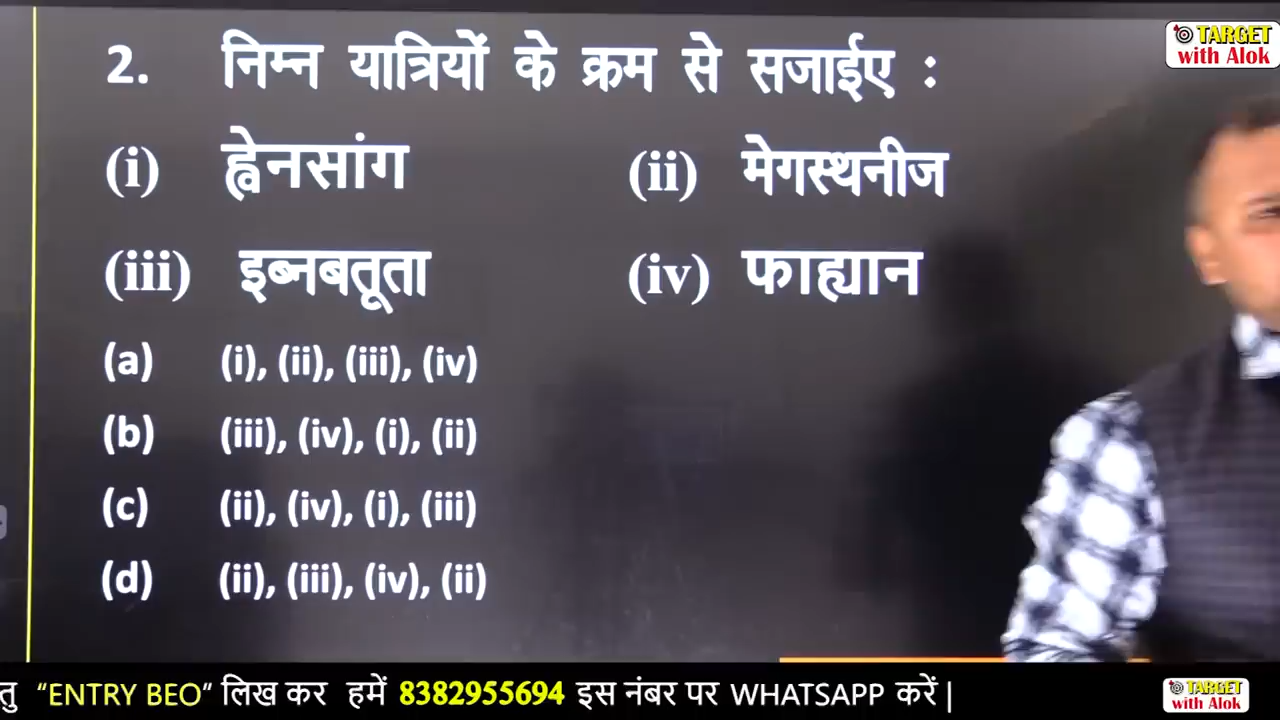 TARGET
with Alok
2. निम्न यात्रियों के क्रम से सजाईए :
(i) ह्वेनसांग (ii) मेगस्थनीज
(iii) इब्नबतूता (iv) फाह्यान
(a) (i), (ii), (iii), (iv)
(b) (iii), (iv), (i), (ii)
(c) (ii), (iv), (i), (iii)
(d) (ii), (iii), (iv), (ii)
तु “ENTRY BEO“ लिख कर हमें 8382955694 इस नंबर पर WHATSAPP करें |
TARGET
with Alok